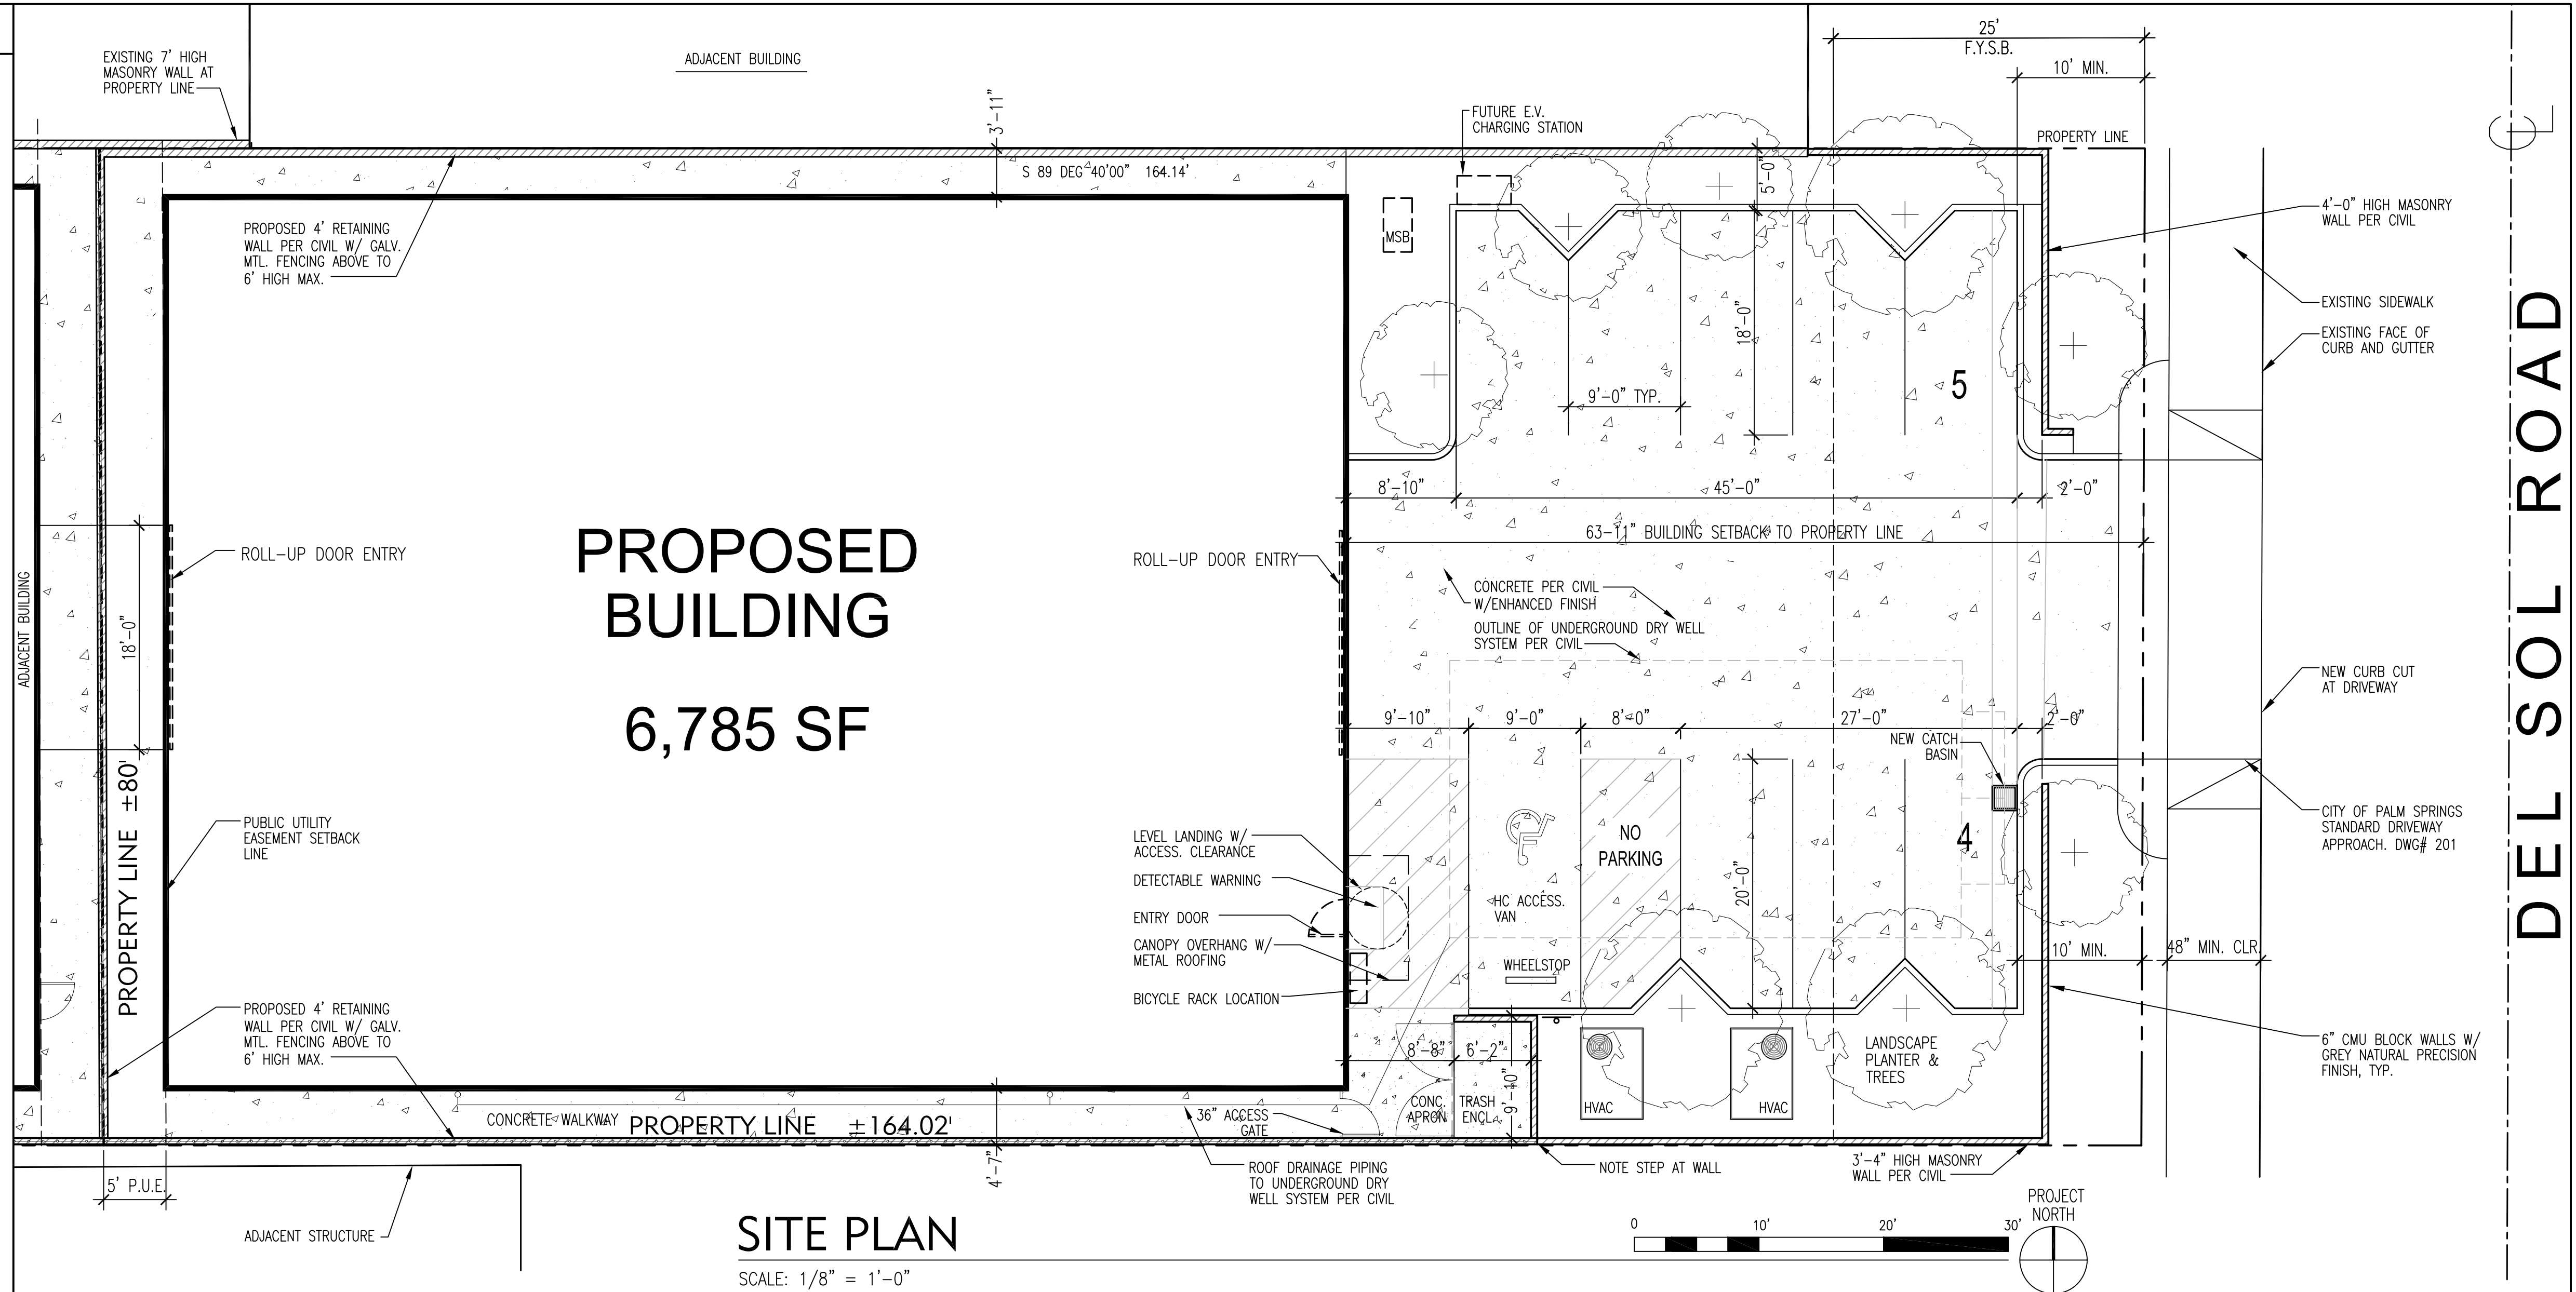 EXISTING 7' HIGH
MASONRY WALL AT
PROPERTY LINE
ADJACENT BUILDING
3'-11"
S 89 DEG 40'00" 164.14'
FUTURE E.V.
CHARGING STATION
25'
F.Y.S.B.
10' MIN.
PROPERTY LINE
5'-0"
MSB
PROPOSED 4' RETAINING
WALL PER CIVIL W/ GALV.
MTL. FENCING ABOVE TO
6' HIGH MAX.
4'-0" HIGH MASONRY
WALL PER CIVIL
EXISTING SIDEWALK
EXISTING FACE OF
CURB AND GUTTER
18'-0"
9'-0" TYP.
5
8'-10"
45'-0"
2'-0"
63-11" BUILDING SETBACK TO PROPERTY LINE
ROLL-UP DOOR ENTRY
PROPOSED
BUILDING
6,785 SF
ROLL-UP DOOR ENTRY
CONCRETE PER CIVIL
W/ENHANCED FINISH
OUTLINE OF UNDERGROUND DRY WELL
SYSTEM PER CIVIL
ADJACENT BUILDING
18'-0"
PROPERTY LINE ±80'
NEW CURB CUT
AT DRIVEWAY
9'-10"
9'-0"
8'-0"
27'-0"
2'-0"
NEW CATCH
BASIN
PUBLIC UTILITY
EASEMENT SETBACK
LINE
LEVEL LANDING W/
ACCESS. CLEARANCE
DETECTABLE WARNING
ENTRY DOOR
CANOPY OVERHANG W/
METAL ROOFING
BICYCLE RACK LOCATION
NO
PARKING
HC ACCESS.
VAN
WHEELSTOP
20'-0"
4
CITY OF PALM SPRINGS
STANDARD DRIVEWAY
APPROACH. DWG# 201
10' MIN.
48" MIN. CLR.
DEL SOL ROAD
PROPOSED 4' RETAINING
WALL PER CIVIL W/ GALV.
MTL. FENCING ABOVE TO
6' HIGH MAX.
8'-8"
6'-2"
9'-10"
CONC.
APRON
TRASH
ENCL.
HVAC
HVAC
LANDSCAPE
PLANTER &
TREES
6" CMU BLOCK WALLS W/
GREY NATURAL PRECISION
FINISH, TYP.
CONCRETE WALKWAY
PROPERTY LINE ±164.02'
36" ACCESS
GATE
4'-7"
5' P.U.E.
ROOF DRAINAGE PIPING
TO UNDERGROUND DRY
WELL SYSTEM PER CIVIL
NOTE STEP AT WALL
3'-4" HIGH MASONRY
WALL PER CIVIL
ADJACENT STRUCTURE
SITE PLAN
SCALE: 1/8" = 1'-0"
0 10' 20' 30'
PROJECT
NORTH